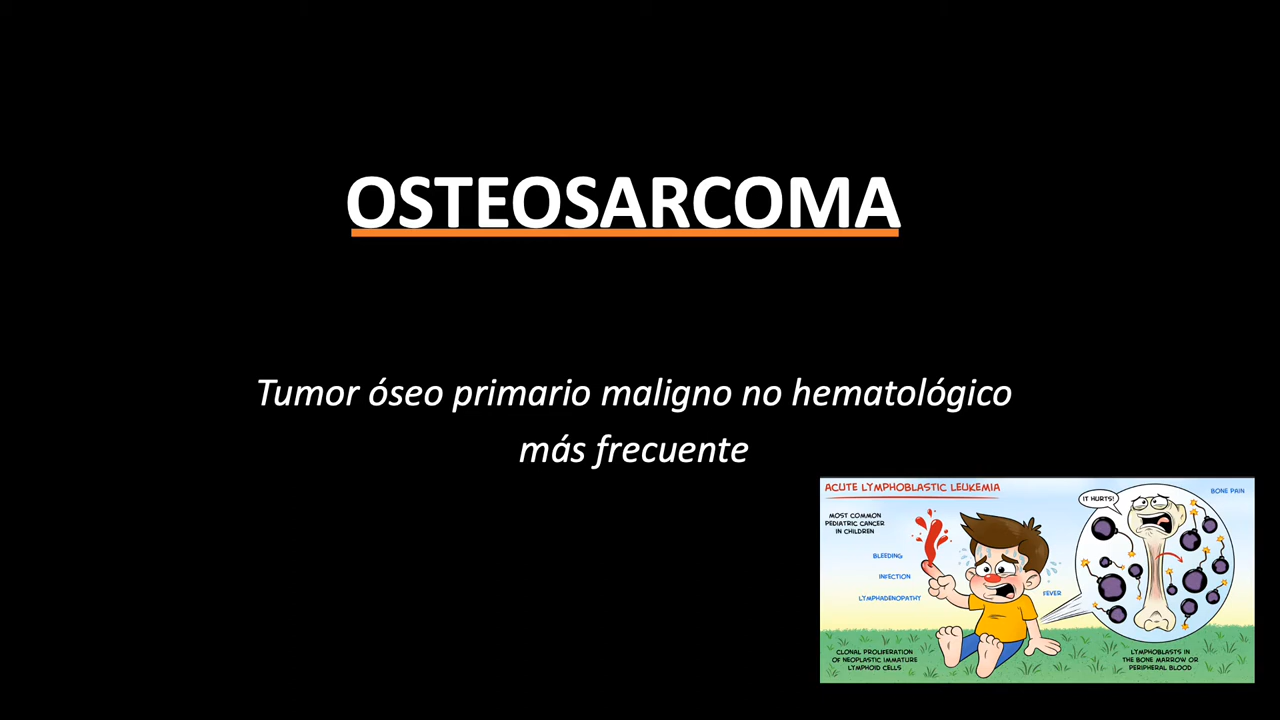 OSTEOSARCOMA
Tumor óseo primario maligno no hematológico
más frecuente
ACUTE LYMPHOBLASTIC LEUKEMIA
MOST COMMON
PEDIATRIC CANCER
IN CHILDREN
BLEEDING
INFECTION
LYMPHADENOPATHY
FEVER
IT HURTS!
BONE PAIN
CLONAL PROLIFERATION
OF NEOPLASTIC IMMATURE
LYMPHOID CELLS
LYMPHOBLASTS IN
THE BONE MARROW OR
PERIPHERAL BLOOD